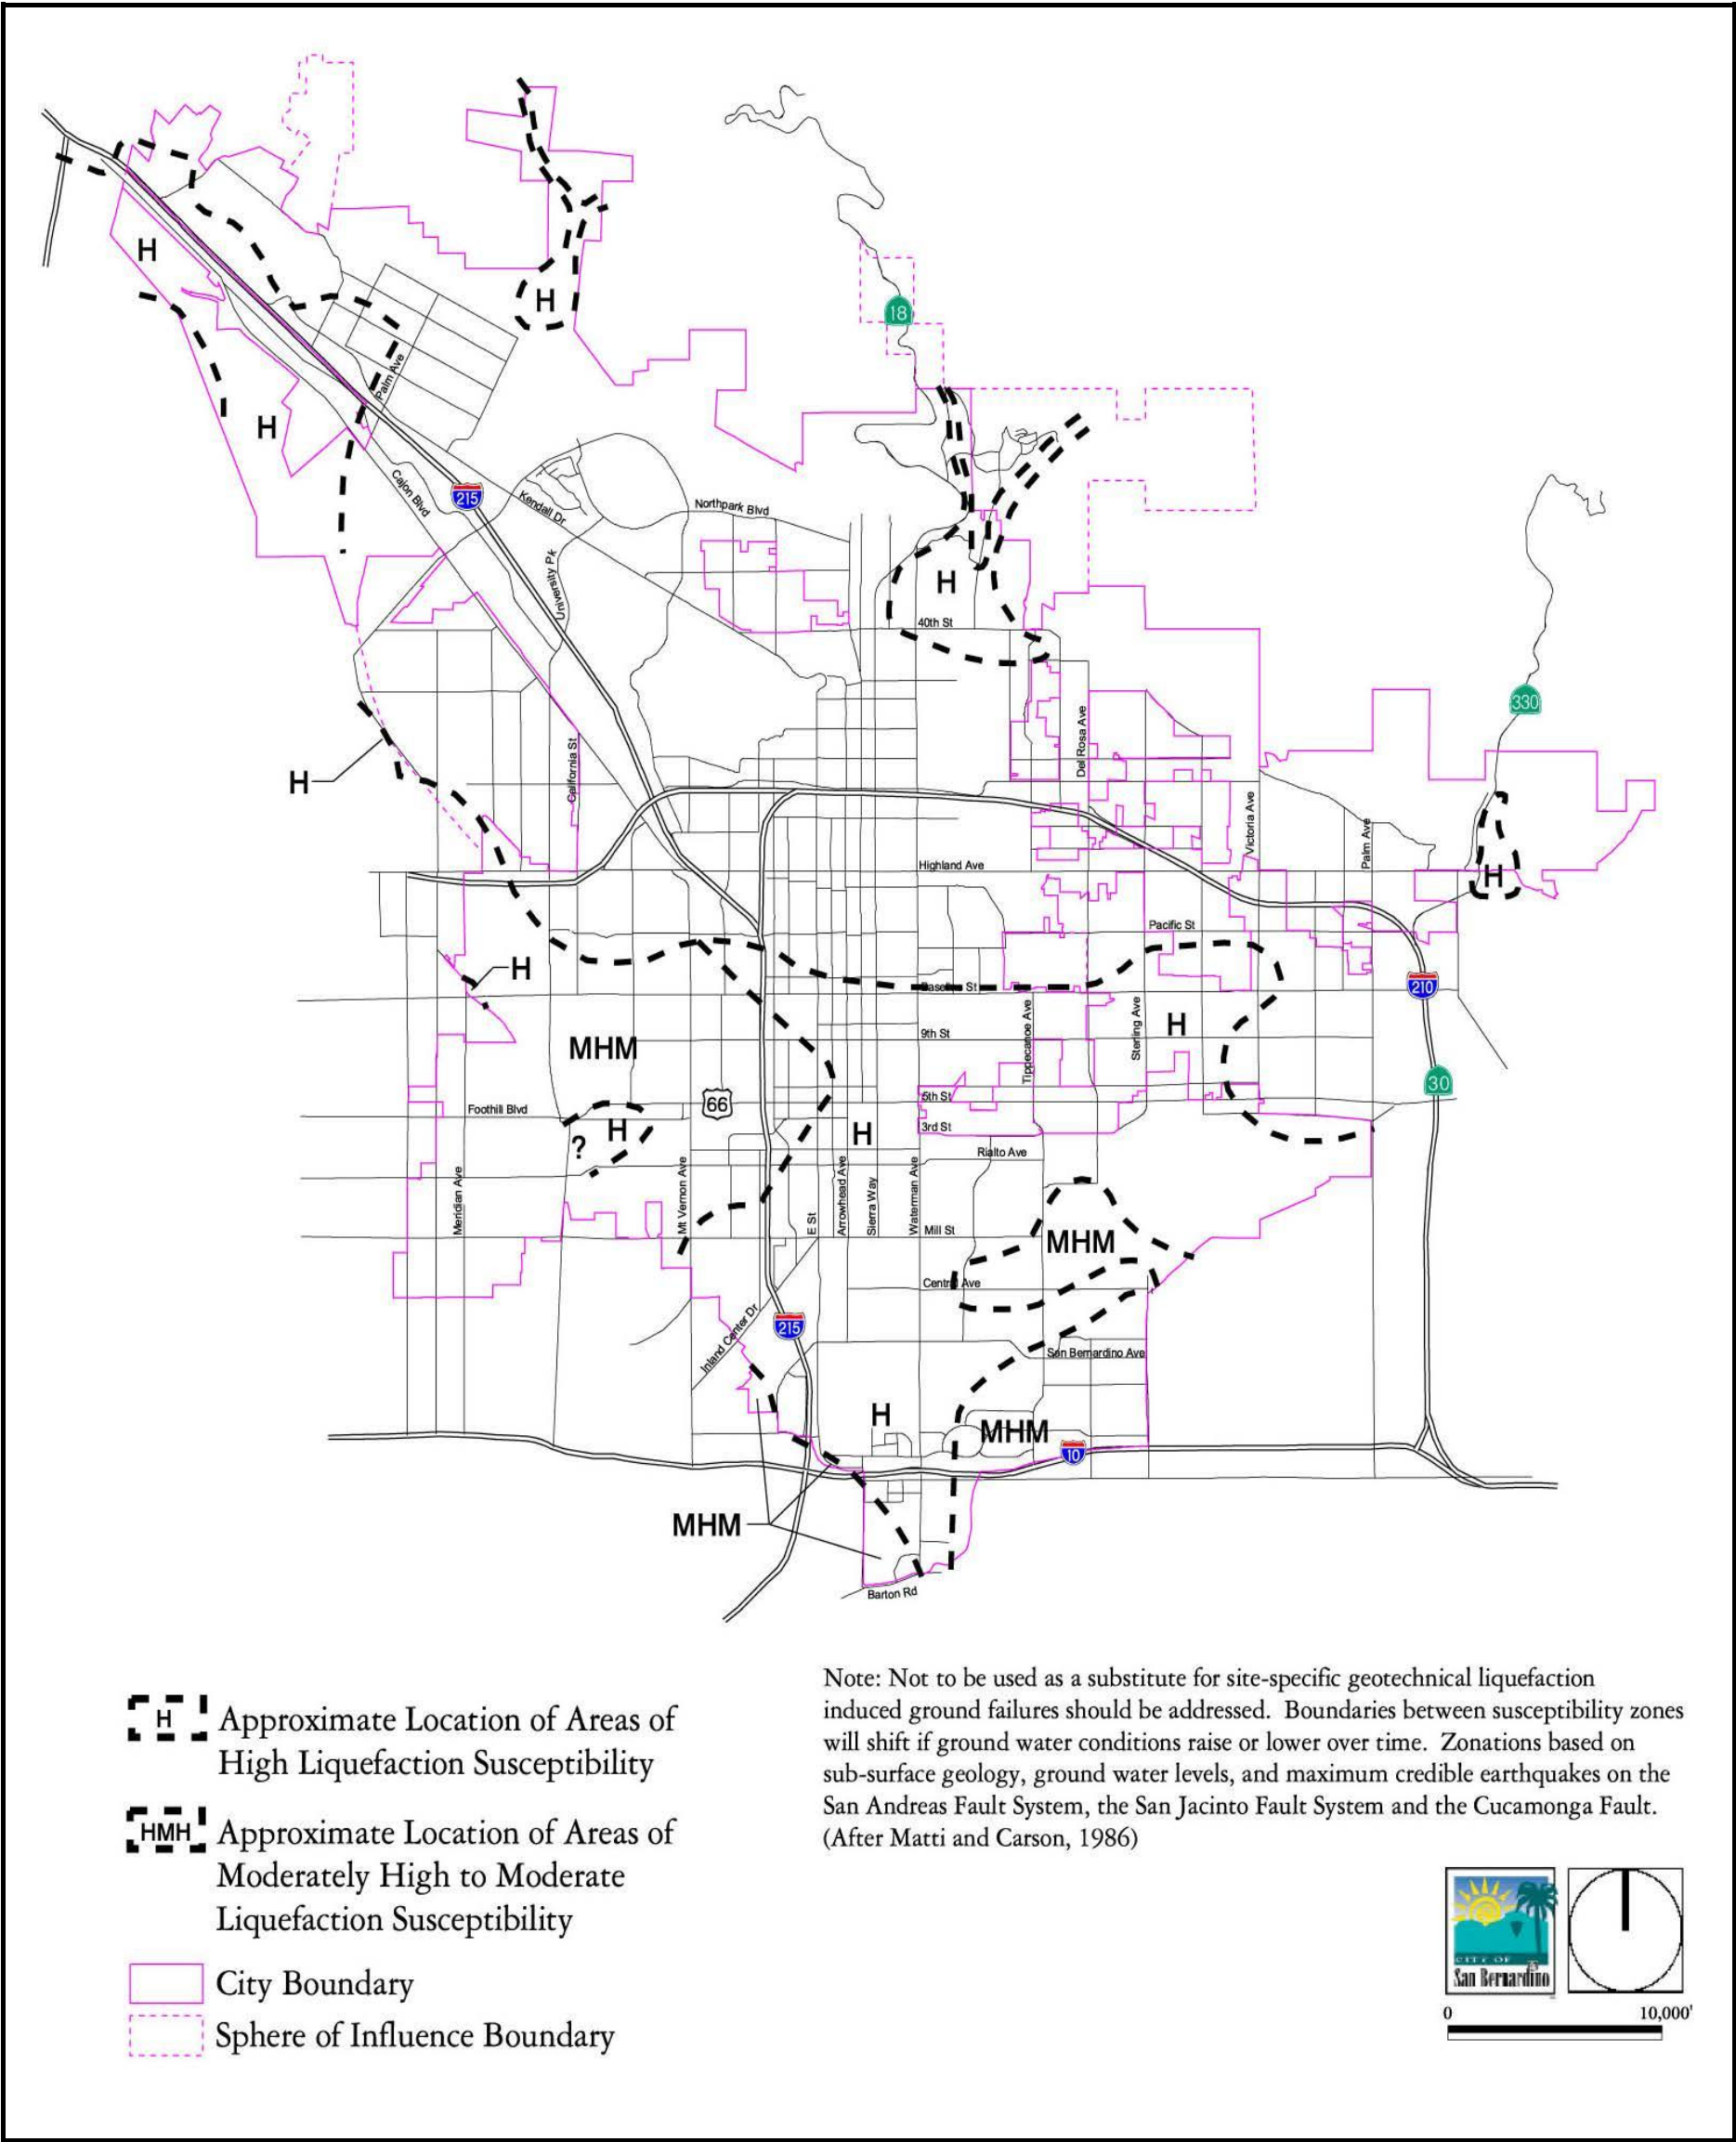 H
H
18
H
Palm Ave
Cajon Blvd
215
Kendall Dr
Northpark Blvd
University Pk
H
40th St
330
H
California St
Del Rosa Ave
Victoria Ave
Palm Ave
Highland Ave
H
Pacific St
H
Baseline St
210
MHM
9th St
Tippecanoe Ave
Sterling Ave
H
30
66
5th St
Foothill Blvd
?
H
H
3rd St
Rialto Ave
Meridian Ave
Mt Vernon Ave
E St
Arrowhead Ave
Sierra Way
Waterman Ave
Mill St
MHM
Central Ave
Inland Center Dr
215
San Bernardino Ave
H
MHM
10
MHM
Barton Rd
H
Approximate Location of Areas of
High Liquefaction Susceptibility
HMH
Approximate Location of Areas of
Moderately High to Moderate
Liquefaction Susceptibility
City Boundary
Sphere of Influence Boundary
Note: Not to be used as a substitute for site-specific geotechnical liquefaction
induced ground failures should be addressed. Boundaries between susceptibility zones
will shift if ground water conditions raise or lower over time. Zonations based on
sub-surface geology, ground water levels, and maximum credible earthquakes on the
San Andreas Fault System, the San Jacinto Fault System and the Cucamonga Fault.
(After Matti and Carson, 1986)
CITY OF
San Bernardino
0 10,000'